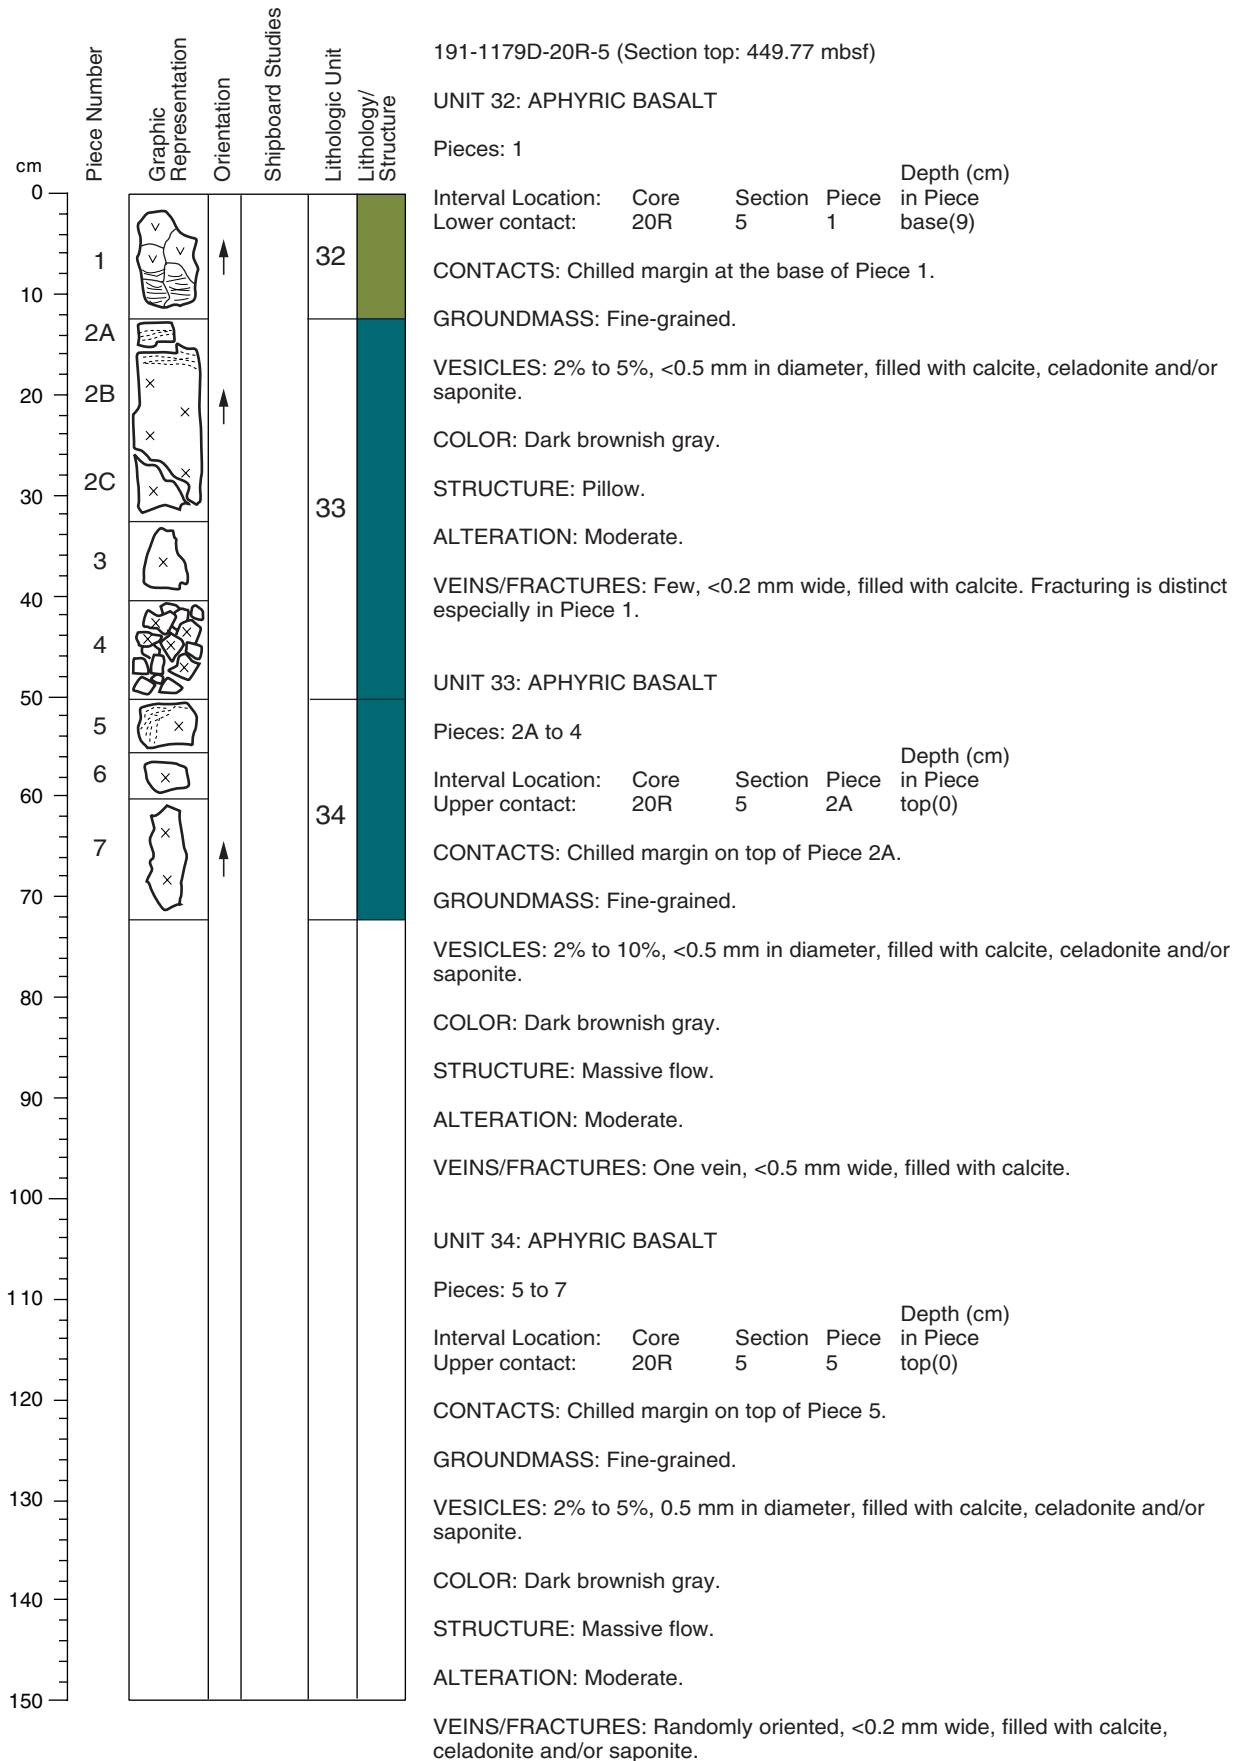 Piece Number
Graphic
Representation
Orientation
Shipboard Studies
Lithologic Unit
Lithology/
Structure
cm
0
10
20
30
40
50
60
70
80
90
100
110
120
130
140
150
1
2A
2B
2C
3
4
5
6
7
32
33
34
191-1179D-20R-5 (Section top: 449.77 mbsf)
UNIT 32: APHYRIC BASALT
Pieces: 1
Depth (cm)
Interval Location: Core Section Piece in Piece
Lower contact: 20R 5 1 base(9)
CONTACTS: Chilled margin at the base of Piece 1.
GROUNDMASS: Fine-grained.
VESICLES: 2% to 5%, <0.5 mm in diameter, filled with calcite, celadonite and/or
saponite.
COLOR: Dark brownish gray.
STRUCTURE: Pillow.
ALTERATION: Moderate.
VEINS/FRACTURES: Few, <0.2 mm wide, filled with calcite. Fracturing is distinct
especially in Piece 1.
UNIT 33: APHYRIC BASALT
Pieces: 2A to 4
Depth (cm)
Interval Location: Core Section Piece in Piece
Upper contact: 20R 5 2A top(0)
CONTACTS: Chilled margin on top of Piece 2A.
GROUNDMASS: Fine-grained.
VESICLES: 2% to 10%, <0.5 mm in diameter, filled with calcite, celadonite and/or
saponite.
COLOR: Dark brownish gray.
STRUCTURE: Massive flow.
ALTERATION: Moderate.
VEINS/FRACTURES: One vein, <0.5 mm wide, filled with calcite.
UNIT 34: APHYRIC BASALT
Pieces: 5 to 7
Depth (cm)
Interval Location: Core Section Piece in Piece
Upper contact: 20R 5 5 top(0)
CONTACTS: Chilled margin on top of Piece 5.
GROUNDMASS: Fine-grained.
VESICLES: 2% to 5%, 0.5 mm in diameter, filled with calcite, celadonite and/or
saponite.
COLOR: Dark brownish gray.
STRUCTURE: Massive flow.
ALTERATION: Moderate.
VEINS/FRACTURES: Randomly oriented, <0.2 mm wide, filled with calcite,
celadonite and/or saponite.